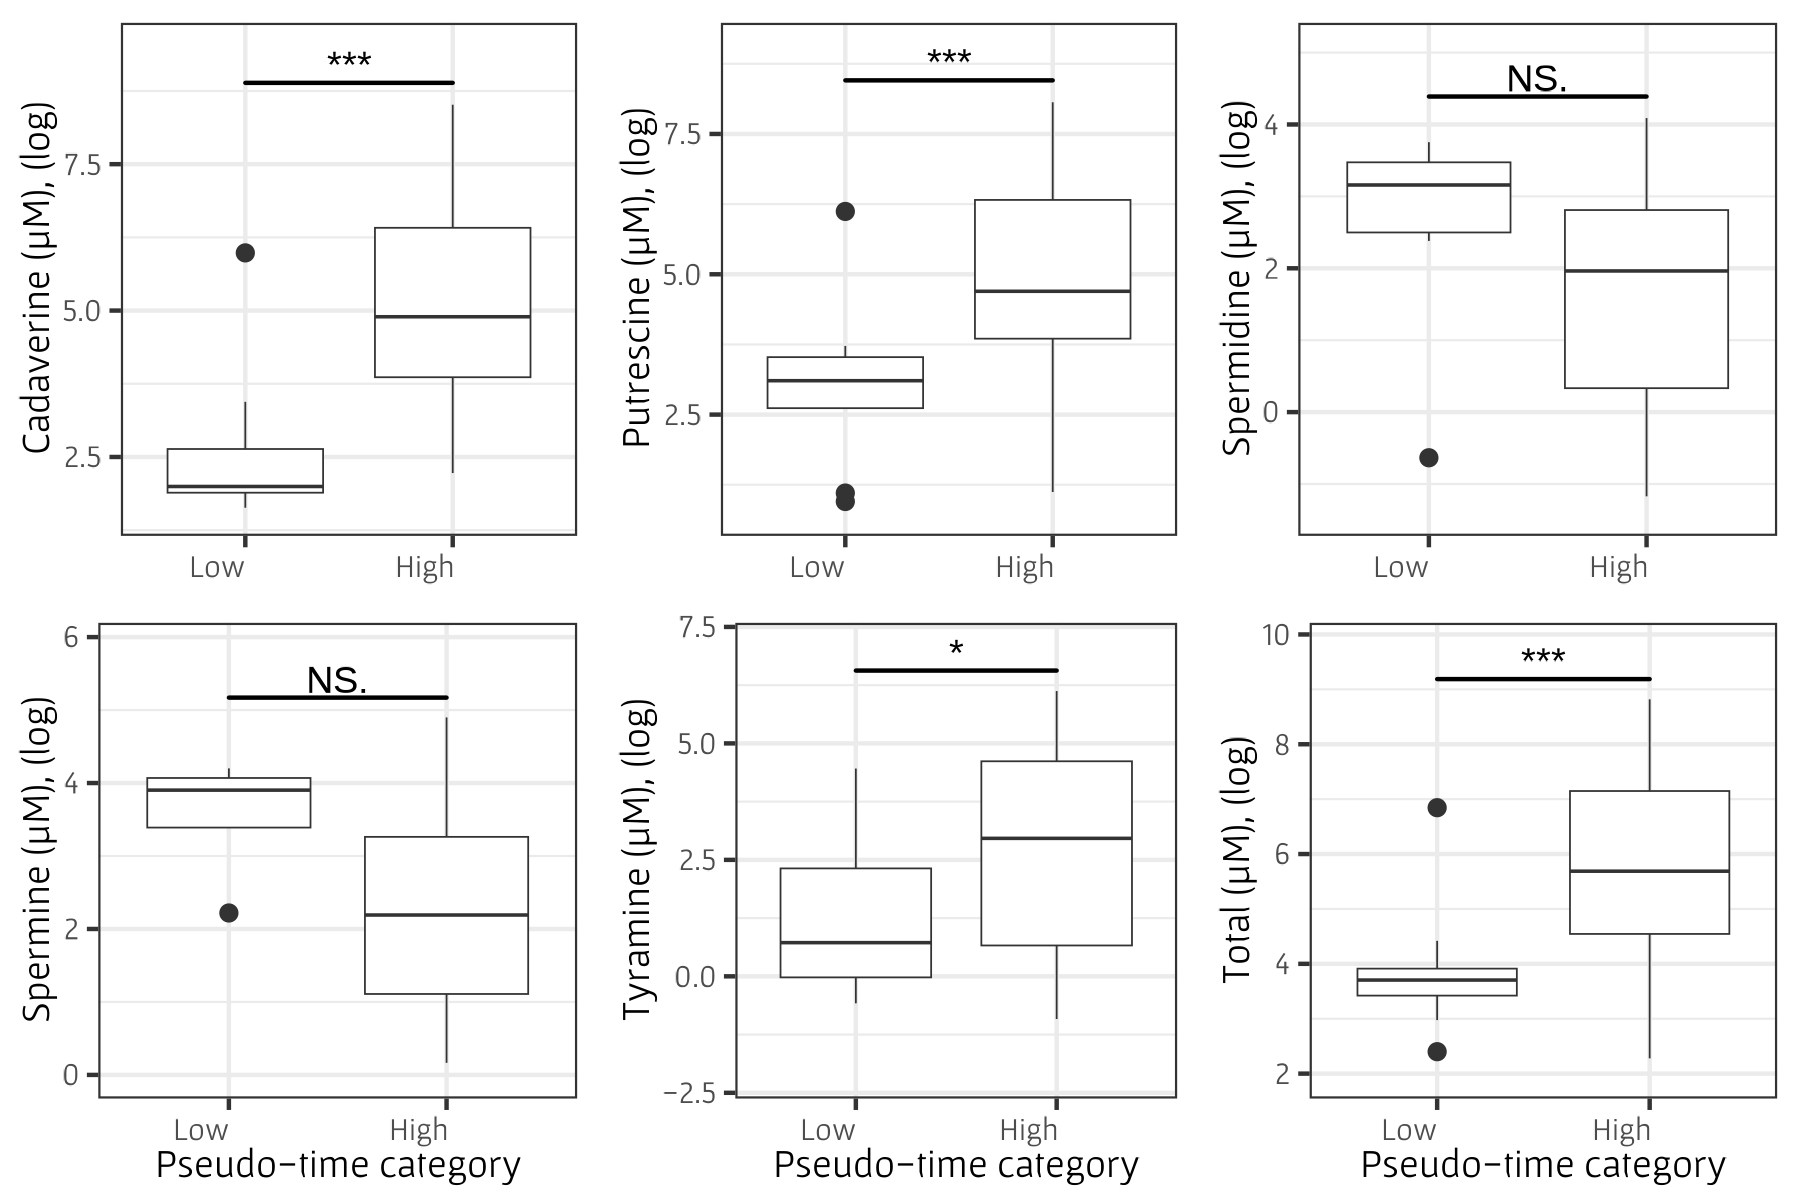 ***
Cadaverine (µM), (log)
7.5
5.0
2.5
Low High
***
Putrescine (µM), (log)
7.5
5.0
2.5
Low High
NS.
Spermidine (µM), (log)
4
2
0
Low High
NS.
Spermine (µM), (log)
6
4
2
0
Low High
Pseudo−time category
*
Tyramine (µM), (log)
7.5
5.0
2.5
0.0
−2.5
Low High
Pseudo−time category
***
Total (µM), (log)
10
8
6
4
2
Low High
Pseudo−time category